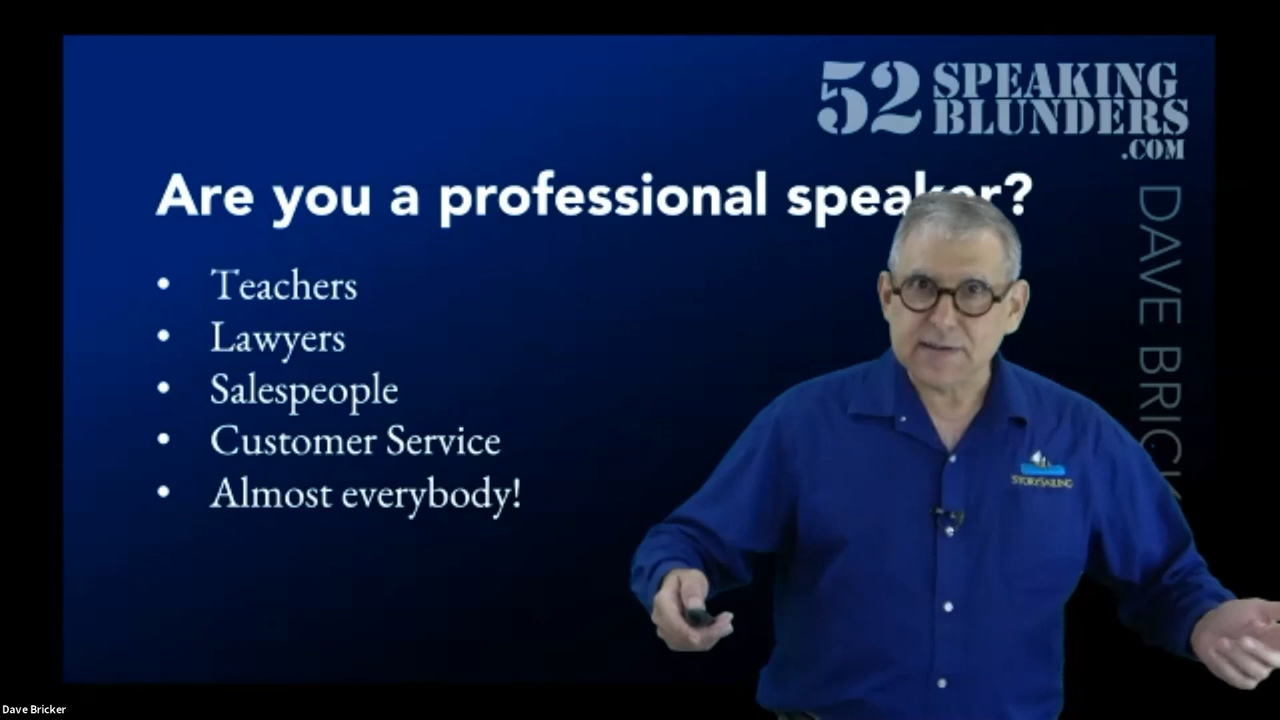 52 SPEAKING
BLUNDERS
.COM
Are you a professional speaker?
• Teachers
• Lawyers
• Salespeople
• Customer Service
• Almost everybody!
DAVE BRICK
STORYSAILING
Dave Bricker